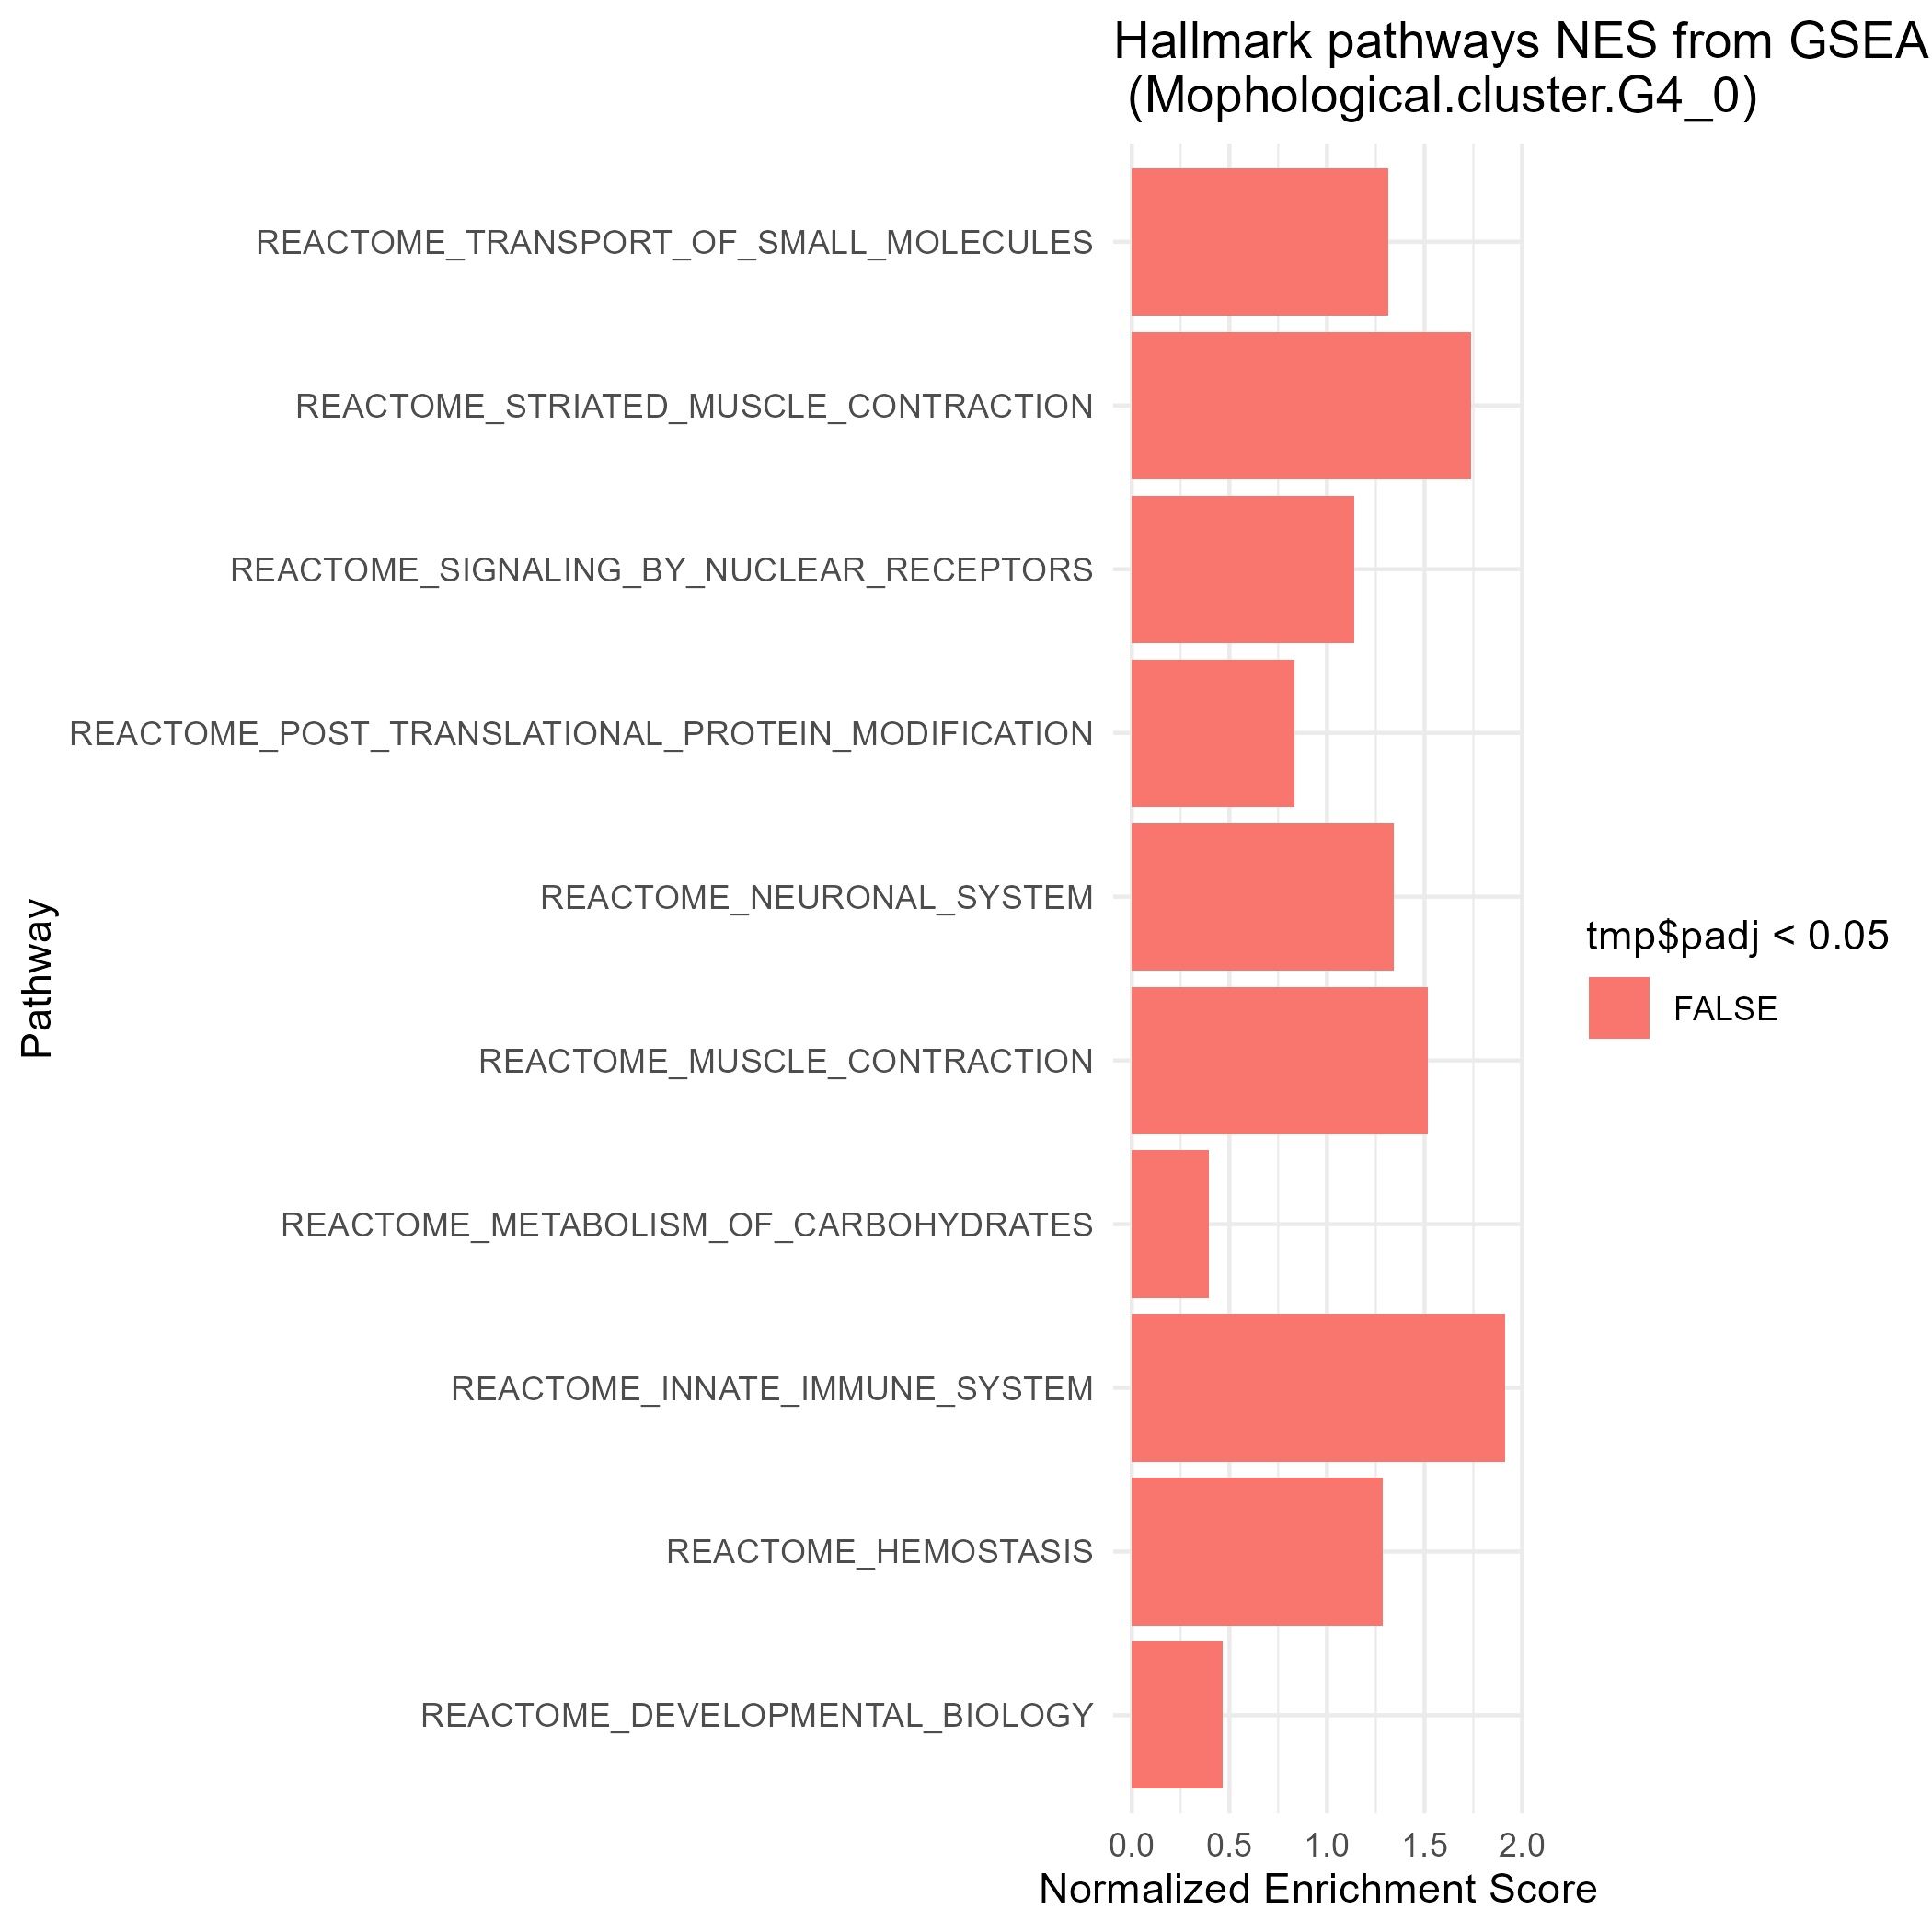 Hallmark pathways NES from GSEA
(Mophological.cluster.G4_0)
REACTOME_TRANSPORT_OF_SMALL_MOLECULES
REACTOME_STRIATED_MUSCLE_CONTRACTION
REACTOME_SIGNALING_BY_NUCLEAR_RECEPTORS
REACTOME_POST_TRANSLATIONAL_PROTEIN_MODIFICATION
REACTOME_NEURONAL_SYSTEM
REACTOME_MUSCLE_CONTRACTION
REACTOME_METABOLISM_OF_CARBOHYDRATES
REACTOME_INNATE_IMMUNE_SYSTEM
REACTOME_HEMOSTASIS
REACTOME_DEVELOPMENTAL_BIOLOGY
Pathway
0.0 0.5 1.0 1.5 2.0
Normalized Enrichment Score
tmp$padj < 0.05
FALSE